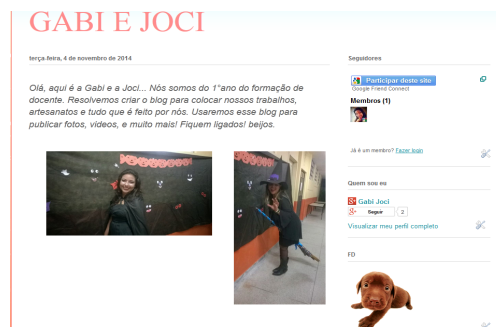 GABI E JOCI
terça-feira, 4 de novembro de 2014
Olá, aqui é a Gabi e a Joci... Nós somos do 1°ano do formação de
docente. Resolvemos criar o blog para colocar nossos trabalhos,
artesanatos e tudo que é feito por nós. Usaremos esse blog para
publicar fotos, videos, e muito mais! Fiquem ligados! beijos.
Seguidores
Participar deste site
Google Friend Connect
Membros (1)
Já é um membro? Fazer login
Quem sou eu
Gabi Joci
Seguir 2
Visualizar meu perfil completo
FD